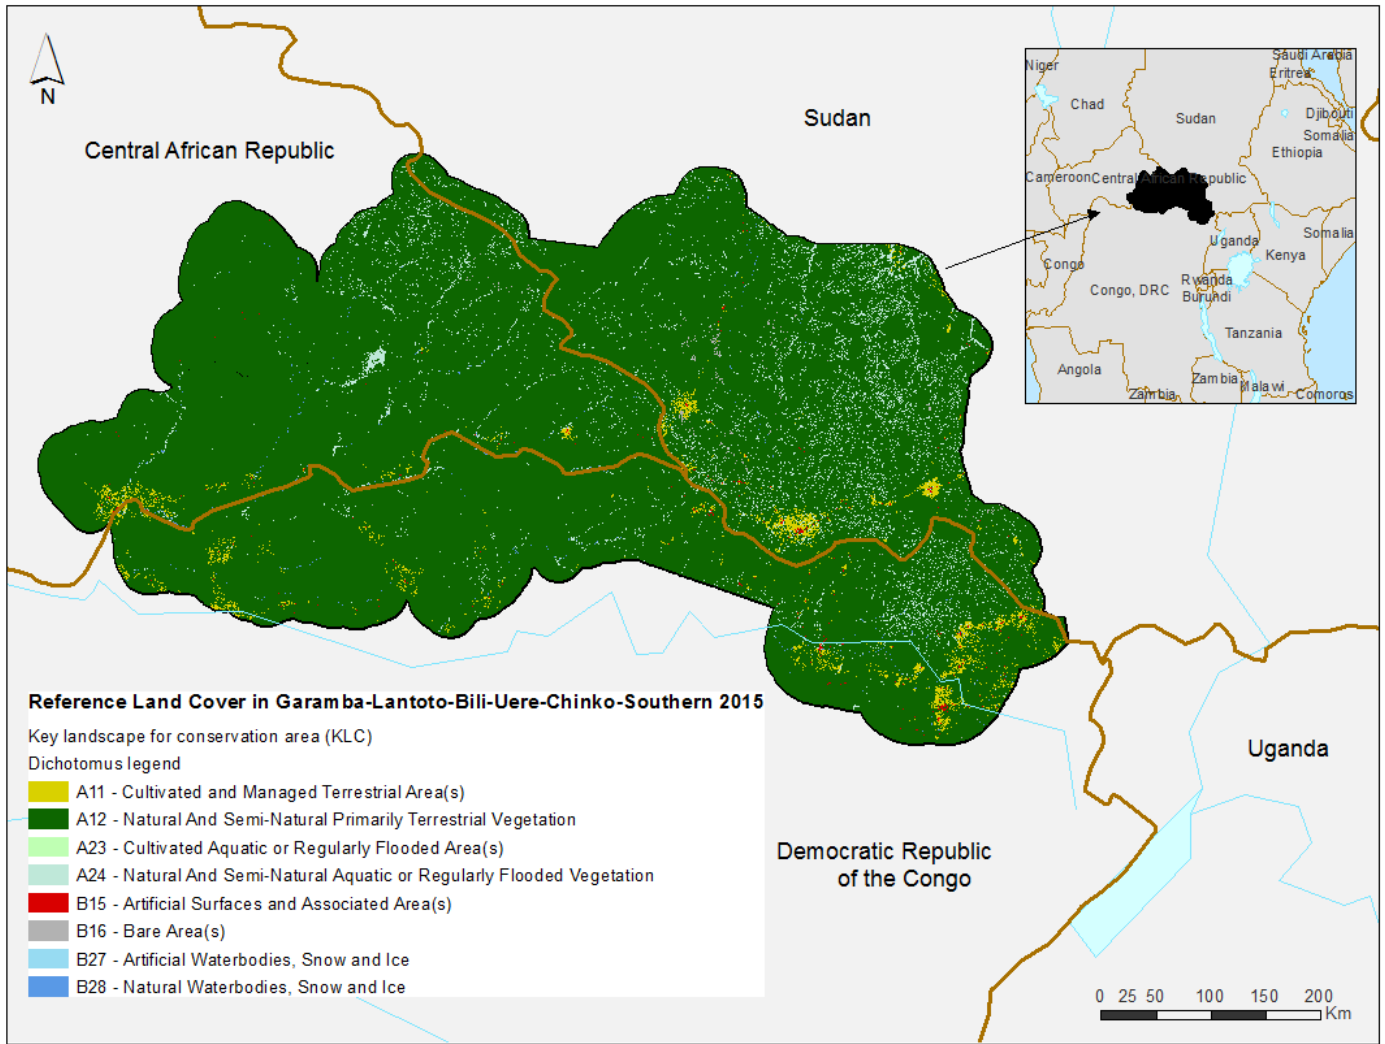 N
Central African Republic
Sudan
Niger
Chad
Sudan
Saudi Arabia
Eritrea
Djibouti
Somalia
Ethiopia
Cameroon
Central African Republic
Uganda
Somalia
Kenya
Congo
Congo, DRC
Rwanda
Burundi
Tanzania
Angola
Zambia
Zambia
Malawi
Comoros
Reference Land Cover in Garamba-Lantoto-Bili-Uere-Chinko-Southern 2015
Key landscape for conservation area (KLC)
Dichotomus legend
A11 - Cultivated and Managed Terrestrial Area(s)
A12 - Natural And Semi-Natural Primarily Terrestrial Vegetation
A23 - Cultivated Aquatic or Regularly Flooded Area(s)
A24 - Natural And Semi-Natural Aquatic or Regularly Flooded Vegetation
B15 - Artificial Surfaces and Associated Area(s)
B16 - Bare Area(s)
B27 - Artificial Waterbodies, Snow and Ice
B28 - Natural Waterbodies, Snow and Ice
Uganda
Democratic Republic
of the Congo
0 25 50 100 150 200
Km